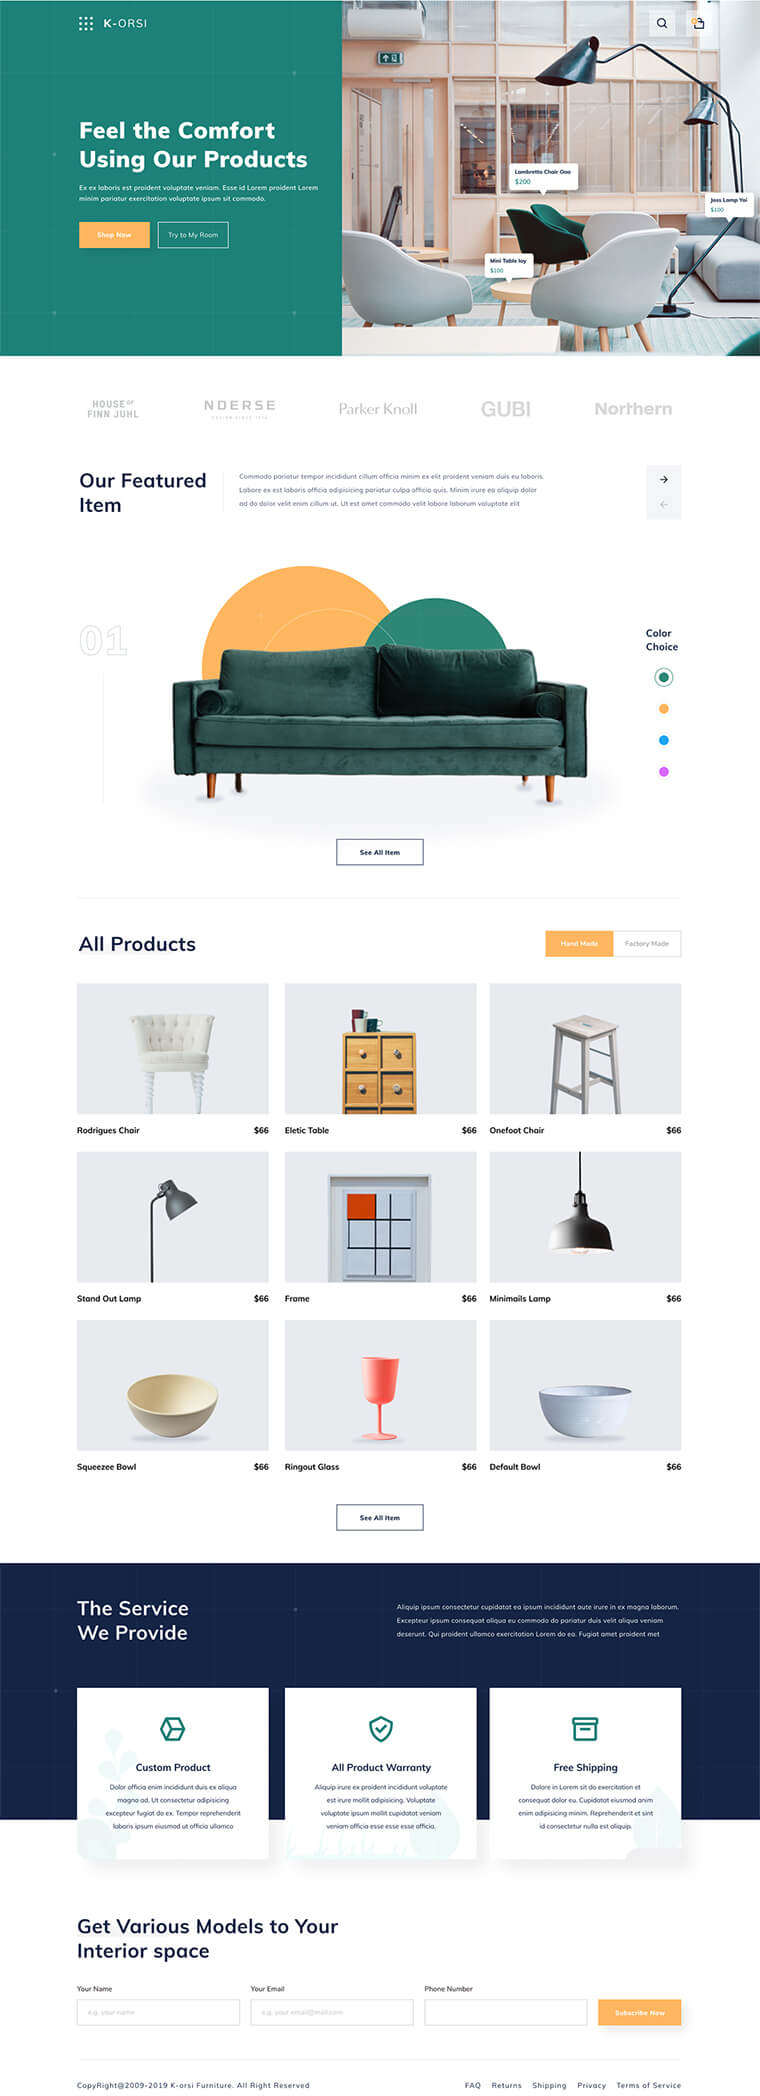 K-ORSI
Feel the Comfort
Using Our Products
Ex ex laboris est proident voluptate veniam. Esse id Lorem proident Lorem
minim pariatur exercitation voluptate ipsum sit commodo.
Shop Now
Try to My Room
Lambretta Chair Oao
$200
Joss Lamp Yoi
$100
Mini Table Ioy
$100
HOUSE OF
FINN JUHL
NDERSE
DESIGN SINCE
Parker Knoll
GUBI
Northern
Our Featured
Item
Commodo pariatur tempor incididunt cillum officia minim ex elit proident veniam duis eu laboris.
Labore ex est laboris officia adipisicing pariatur culpa officia quis. Minim irure ea aliquip dolor
ad do dolor velit enim cillum ut. Ut est amet commodo velit labore laborum voluptate elit
01
Color
Choice
See All Item
All Products
Hand Made
Factory Made
Rodrigues Chair $66
Eletic Table $66
Onefoot Chair $66
Stand Out Lamp $66
Frame $66
Minimails Lamp $66
Squeezee Bowl $66
Ringout Glass $66
Default Bowl $66
See All Item
The Service
We Provide
Aliquip ipsum consectetur cupidatat ea ipsum incididunt aute irure in ex magna laborum.
Excepteur ipsum consequat aliqua eu commodo do pariatur duis velit aliqua veniam
deserunt. Qui proident ullamco exercitation Lorem do ea. Fugiat amet proident met
Custom Product
Dolor officia enim incididunt duis ex aliqua
magna ad. Ut consectetur adipisicing
excepteur fugiat do ex. Tempor reprehenderit
laboris ipsum eiusmod ut officia ullamco
All Product Warranty
Aliquip irure ex proident incididunt voluptate
est irure mollit adipisicing. Voluptate
voluptate ipsum mollit cupidatat veniam
veniam officia esse esse esse officia.
Free Shipping
Dolore in Lorem sit do exercitation et
consequat dolor eu. Cupidatat eiusmod anim
enim adipisicing minim. Reprehenderit et sint
id consectetur nulla est aliquip.
Get Various Models to Your
Interior space
Your Name
e.g. your name
Your Email
e.g. your email@mail.com
Phone Number
Subscribe Now
CopyRight@2009-2019 K-orsi Furniture. All Right Reserved
FAQ Returns Shipping Privacy Terms of Service